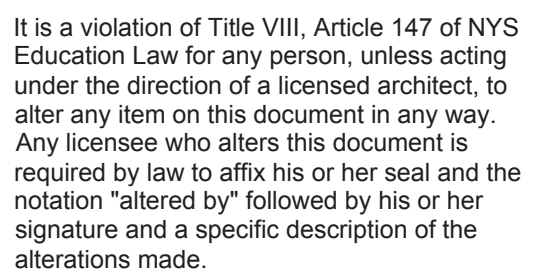 It is a violation of Title VIII, Article 147 of NYS
Education Law for any person, unless acting
under the direction of a licensed architect, to
alter any item on this document in any way.
Any licensee who alters this document is
required by law to affix his or her seal and the
notation "altered by" followed by his or her
signature and a specific description of the
alterations made.